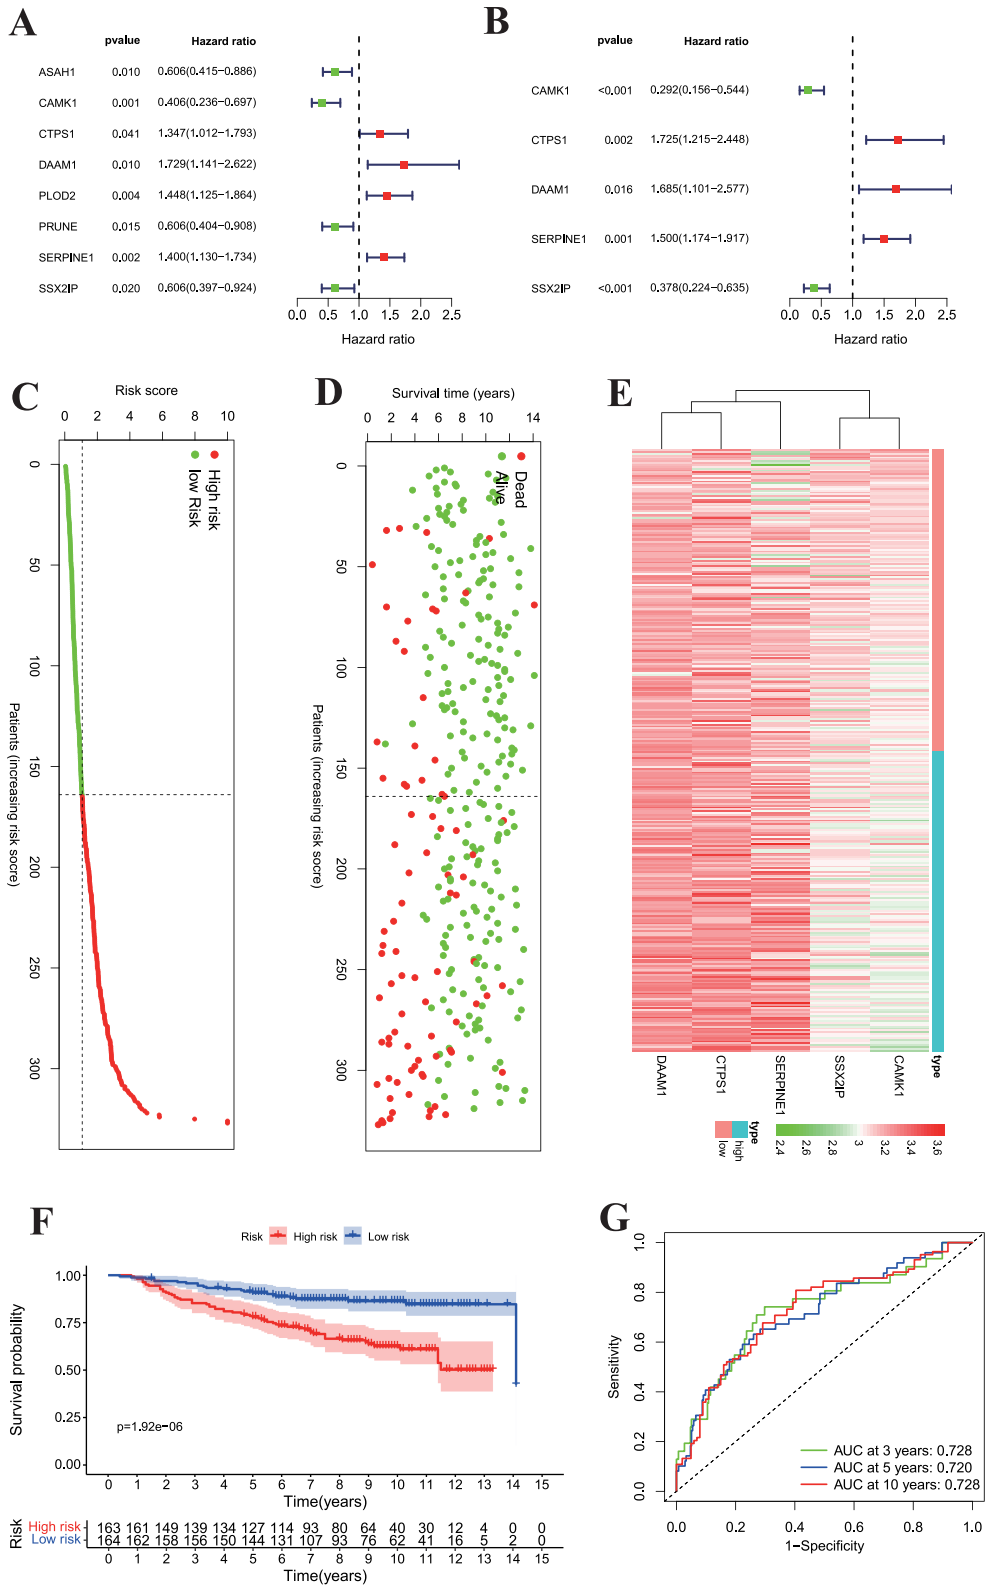 A
pvalue Hazard ratio
ASAH1 0.010 0.606(0.415−0.886)
CAMK1 0.001 0.406(0.236−0.697)
CTPS1 0.041 1.347(1.012−1.793)
DAAM1 0.010 1.729(1.141−2.622)
PLOD2 0.004 1.448(1.125−1.864)
PRUNE 0.015 0.606(0.404−0.908)
SERPINE1 0.002 1.400(1.130−1.734)
SSX2IP 0.020 0.606(0.397−0.924)
0.0 0.5 1.0 1.5 2.0 2.5
Hazard ratio
B
pvalue Hazard ratio
CAMK1 <0.001 0.292(0.156−0.544)
CTPS1 0.002 1.725(1.215−2.448)
DAAM1 0.016 1.685(1.101−2.577)
SERPINE1 0.001 1.500(1.174−1.917)
SSX2IP <0.001 0.378(0.224−0.635)
0.0 0.5 1.0 1.5 2.0 2.5
Hazard ratio
C
Risk score
0 2 4 6 8 10
High risk
low Risk
0 50 100 150 200 250 300
Patients (increasing risk socre)
D
Survival time (years)
0 2 4 6 8 10 12 14
Dead
Alive
0 50 100 150 200 250 300
Patients (increasing risk socre)
E
type
DAAM1 CTPS1 SERPINE1 SSX2IP CAMK1
type
high
low
2.4 2.6 2.8 3 3.2 3.4 3.6
F
Risk High risk Low risk
Survival probability
1.00
0.75
0.50
0.25
0.00
p=1.92e−06
0 1 2 3 4 5 6 7 8 9 10 11 12 13 14 15
Time(years)
Risk
High risk 163 161 149 139 134 127 114 93 80 64 40 30 12 4 0 0
Low risk 164 162 158 156 150 144 131 107 93 76 62 41 16 5 2 0
0 1 2 3 4 5 6 7 8 9 10 11 12 13 14 15
Time(years)
G
Sensitivity
0.0 0.2 0.4 0.6 0.8 1.0
AUC at 3 years: 0.728
AUC at 5 years: 0.720
AUC at 10 years: 0.728
0.0 0.2 0.4 0.6 0.8 1.0
1−Specificity